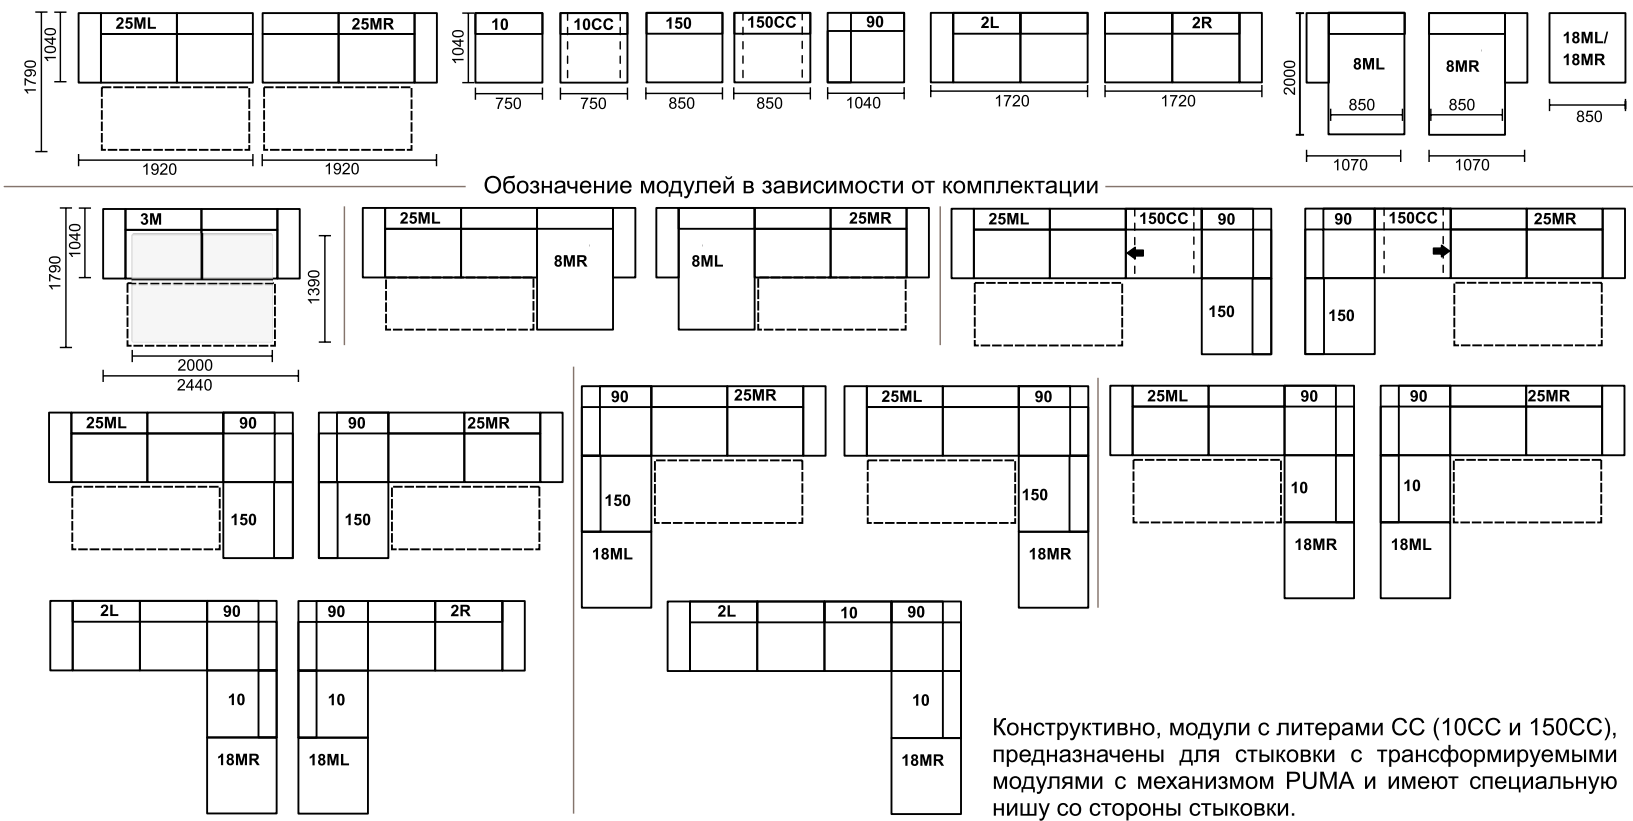 25ML 25MR 10 10CC 150 150CC 90 2L 2R
1790 1040 1040 2000
8ML 8MR 18ML/
18MR
850 850
750 750 850 850 1040 1720 1720 850
1920 1920 1070 1070
Обозначение модулей в зависимости от комплектации
3M 25ML 25MR 25ML 150CC 90 90 150CC 25MR
1790 1040 1390
8MR 8ML
150 150
2000
2440
90 25MR 25ML 90 25ML 90 90 25MR
25ML 90 90 25MR
150 150 10 10
150 150
18ML 18MR 18MR 18ML
2L 90 90 2R 2L 10 90
10 10 10
18MR 18ML 18MR
Конструктивно, модули с литерами СС (10СС и 150СС),
предназначены для стыковки с трансформируемыми
модулями с механизмом PUMA и имеют специальную
нишу со стороны стыковки.